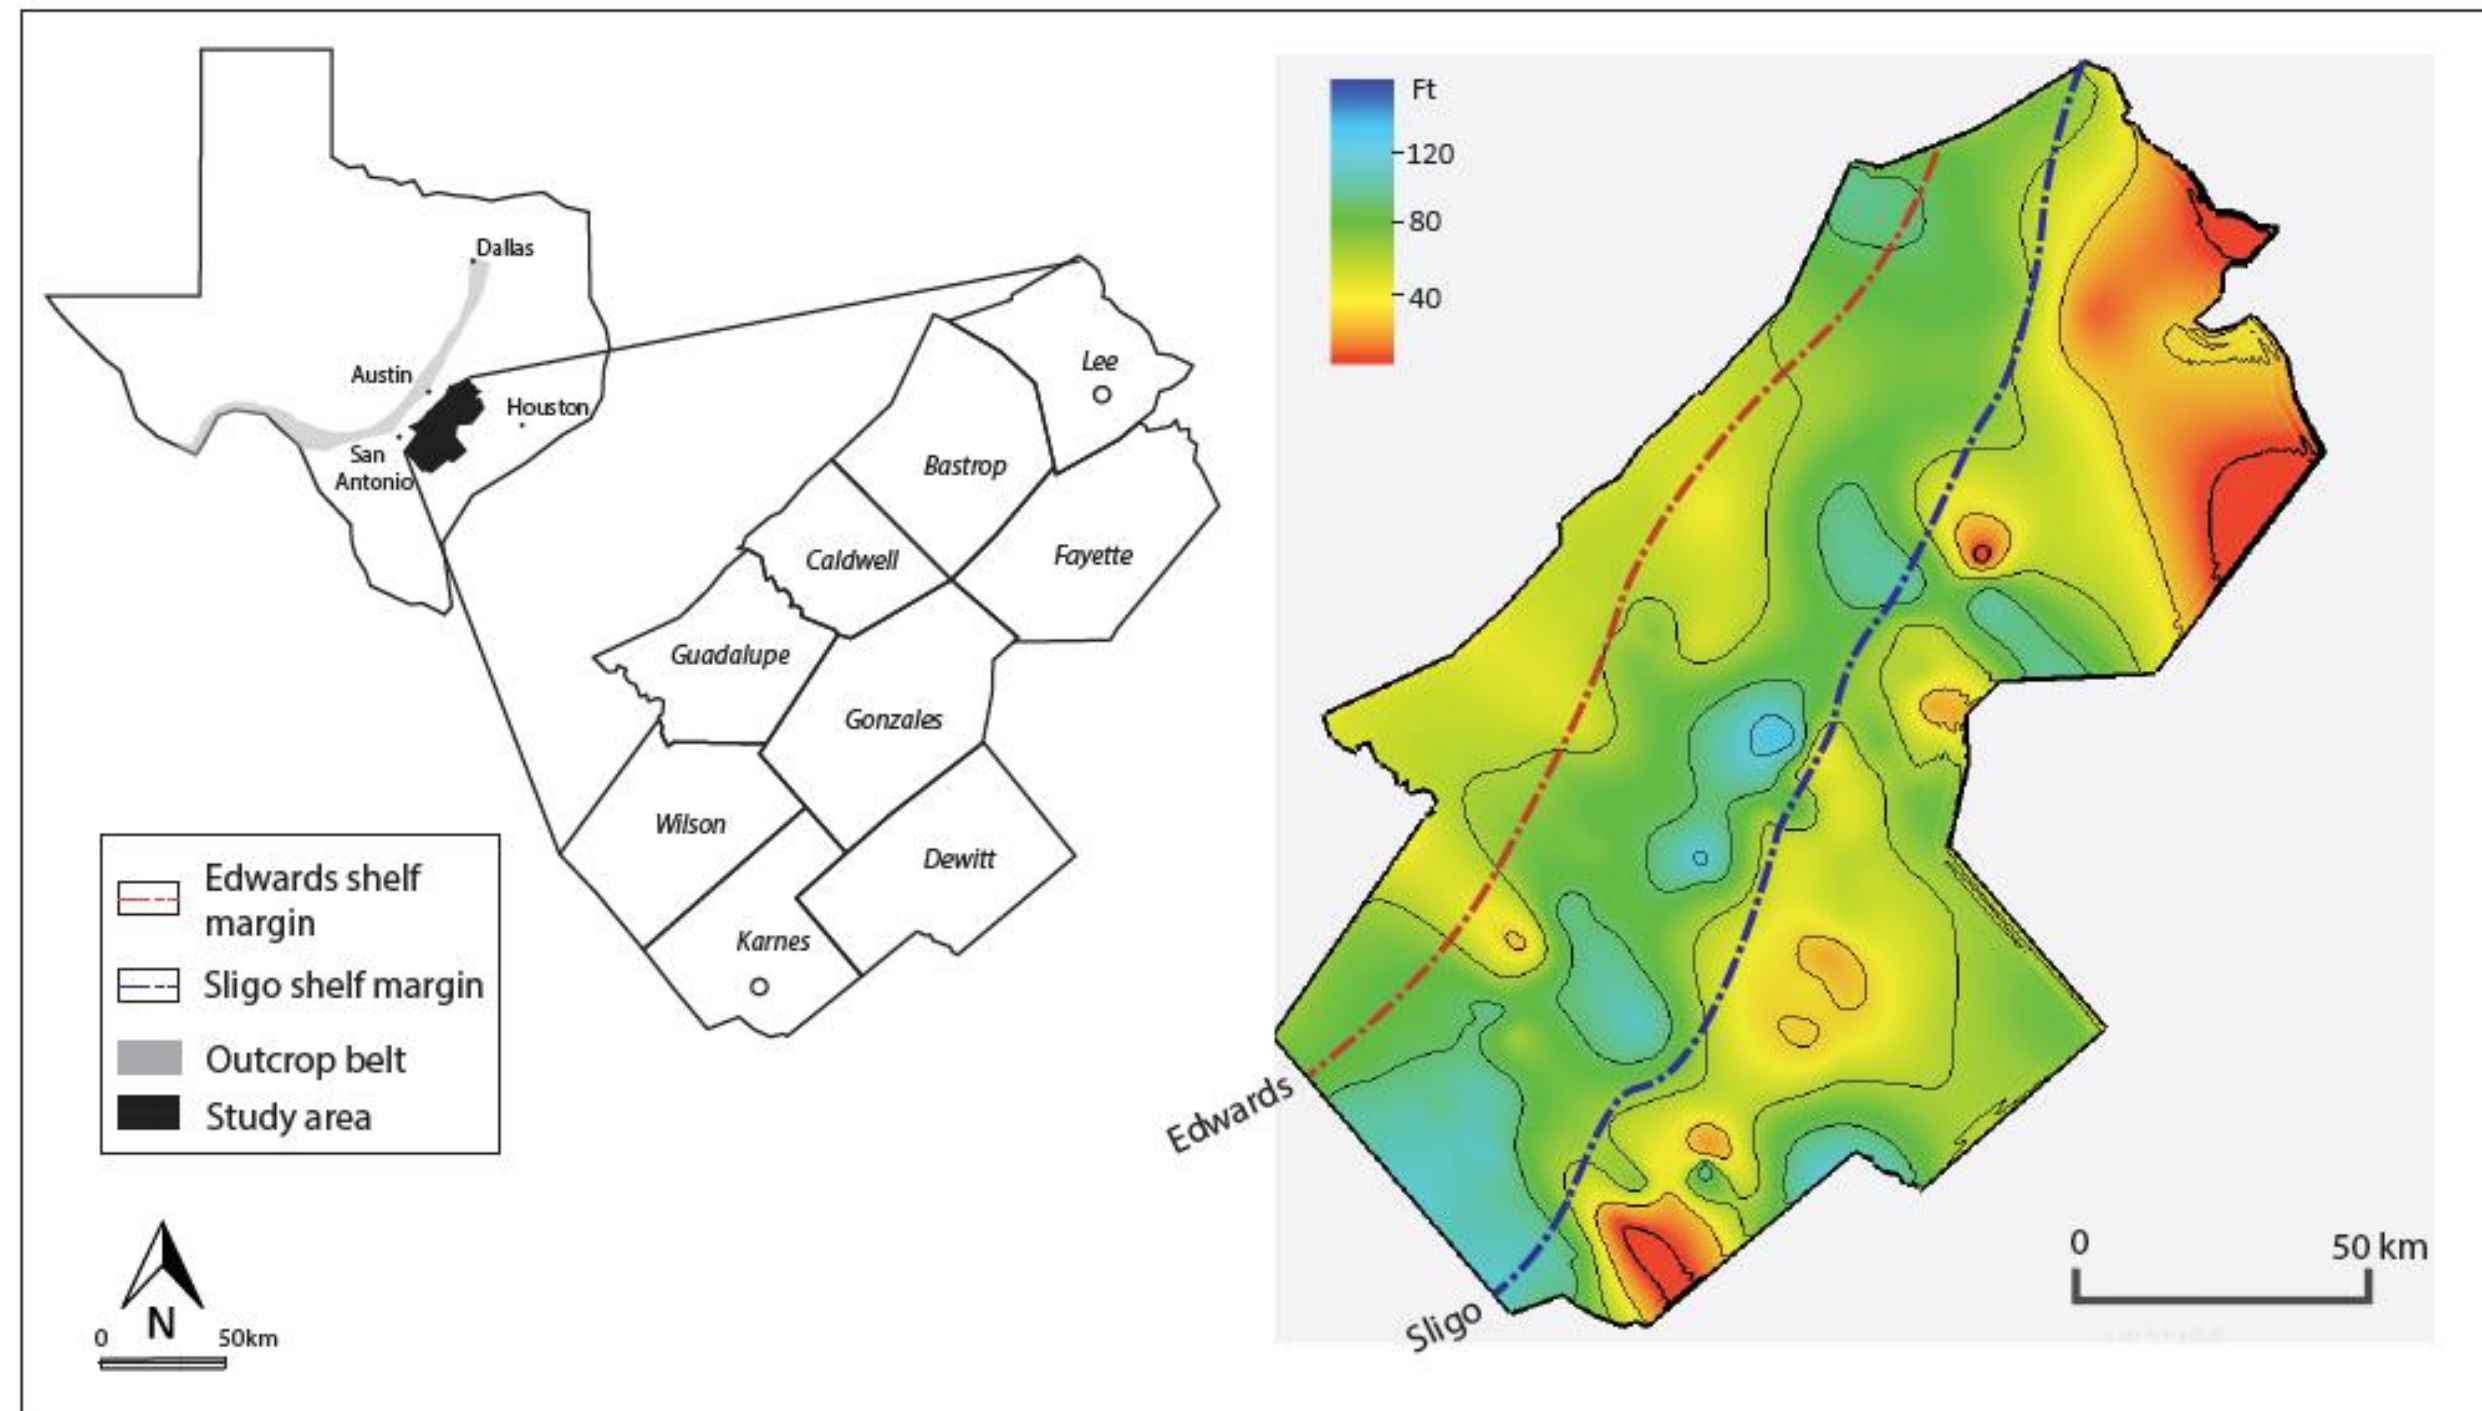 Dallas
Austin
Houston
San
Antonio
Lee
Bastrop
Caldwell
Fayette
Guadalupe
Gonzales
Wilson
Dewitt
Karnes
Edwards shelf
margin
Sligo shelf margin
Outcrop belt
Study area
N
0 50km
Ft
120
80
40
Edwards
Sligo
0 50 km